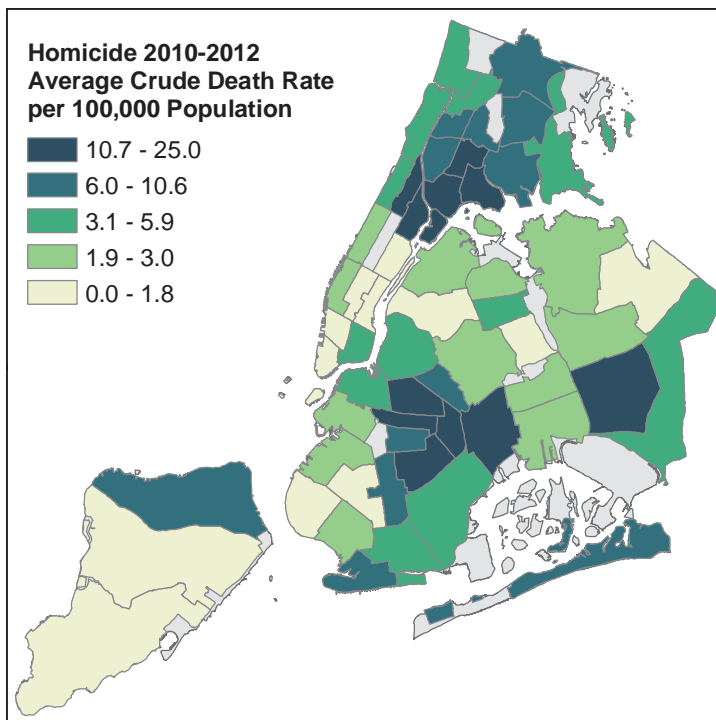 Homicide 2010-2012
Average Crude Death Rate
per 100,000 Population
10.7 - 25.0
6.0 - 10.6
3.1 - 5.9
1.9 - 3.0
0.0 - 1.8